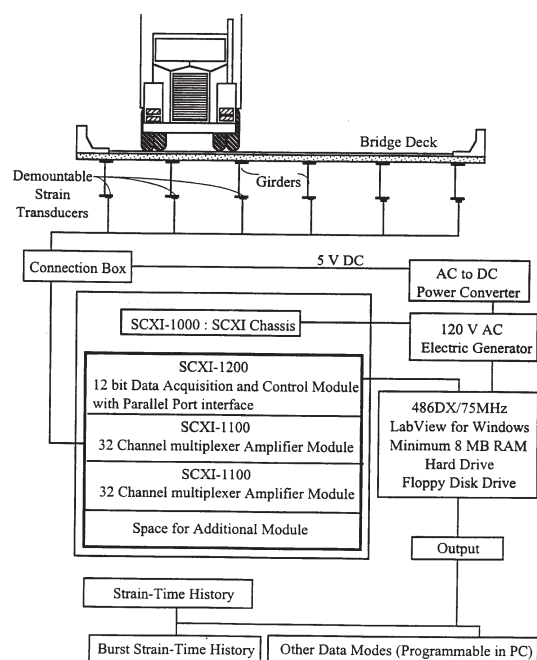 Bridge Deck
Demountable
Strain
Transducers
Girders
Connection Box
5 V DC
AC to DC
Power Converter
SCXI-1000 : SCXI Chassis
120 V AC
Electric Generator
SCXI-1200
12 bit Data Acquisition and Control Module
with Parallel Port interface
SCXI-1100
32 Channel multiplexer Amplifier Module
SCXI-1100
32 Channel multiplexer Amplifier Module
Space for Additional Module
486DX/75MHz
LabView for Windows
Minimum 8 MB RAM
Hard Drive
Floppy Disk Drive
Output
Strain-Time History
Burst Strain-Time History
Other Data Modes (Programmable in PC)